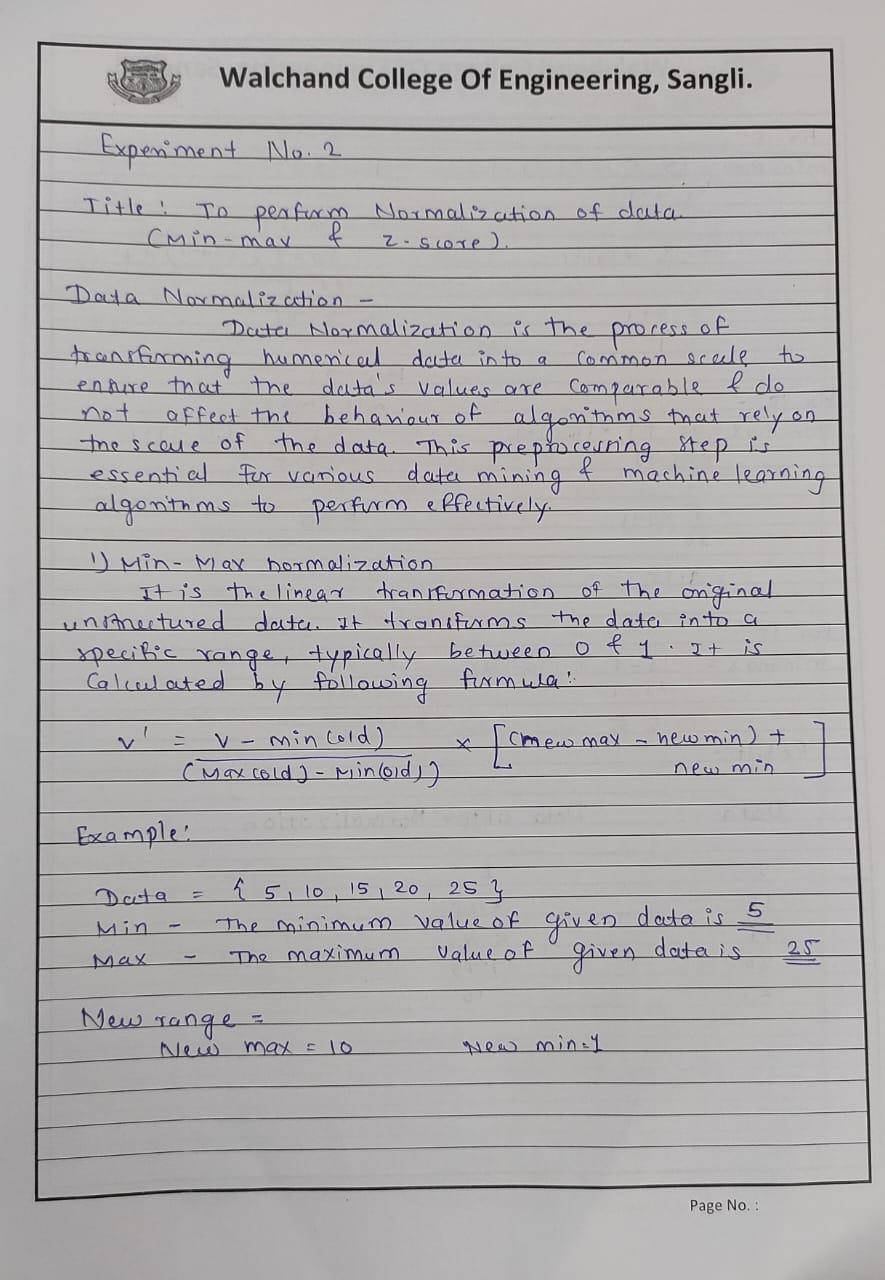 Walchand College Of Engineering, Sangli.
Experiment No. 2
Title: To perform Normalization of data
(Min-max & z-score).
Data Normalization -
Data Normalization is the process of
transforming numerical data into a common scale to
ensure that the data's values are comparable & do
not affect the behaviour of algorithms that rely on
the scale of the data. This preprocessing step is
essential for various data mining & machine learning
algorithms to perform effectively.
1) Min-Max normalization
It is the linear transformation of the original
unstructured data. It transforms the data into a
specific range, typically between 0 & 1. It is
Calculated by following formula:
v' = v - min(old) × [(new max - new min) +
(Max(old) - Min(old)) new min]
Example:
Data = { 5, 10, 15, 20, 25 }
Min - The minimum value of given data is 5
Max - The maximum value of given data is 25
New range =
New max = 10 New min=1
Page No. :